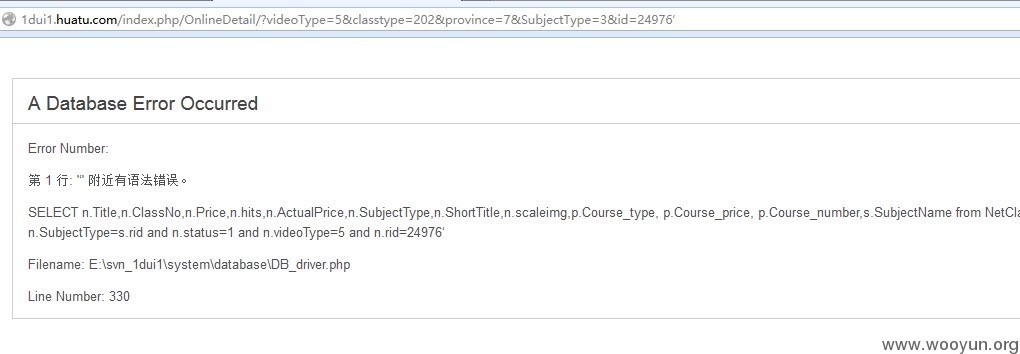 1dui1.huatu.com/index.php/OnlineDetail/?videoType=5&classtype=202&province=7&SubjectType=3&id=24976'
A Database Error Occurred
Error Number:
第 1 行: '“' 附近有语法错误。
SELECT n.Title,n.ClassNo,n.Price,n.hits,n.ActualPrice,n.SubjectType,n.ShortTitle,n.scaleimg,p.Course_type, p.Course_price, p.Course_number,s.SubjectName from NetCla
n.SubjectType=s.rid and n.status=1 and n.videoType=5 and n.rid=24976‘
Filename: E:\svn_1dui1\system\database\DB_driver.php
Line Number: 330
www.wooyun.org